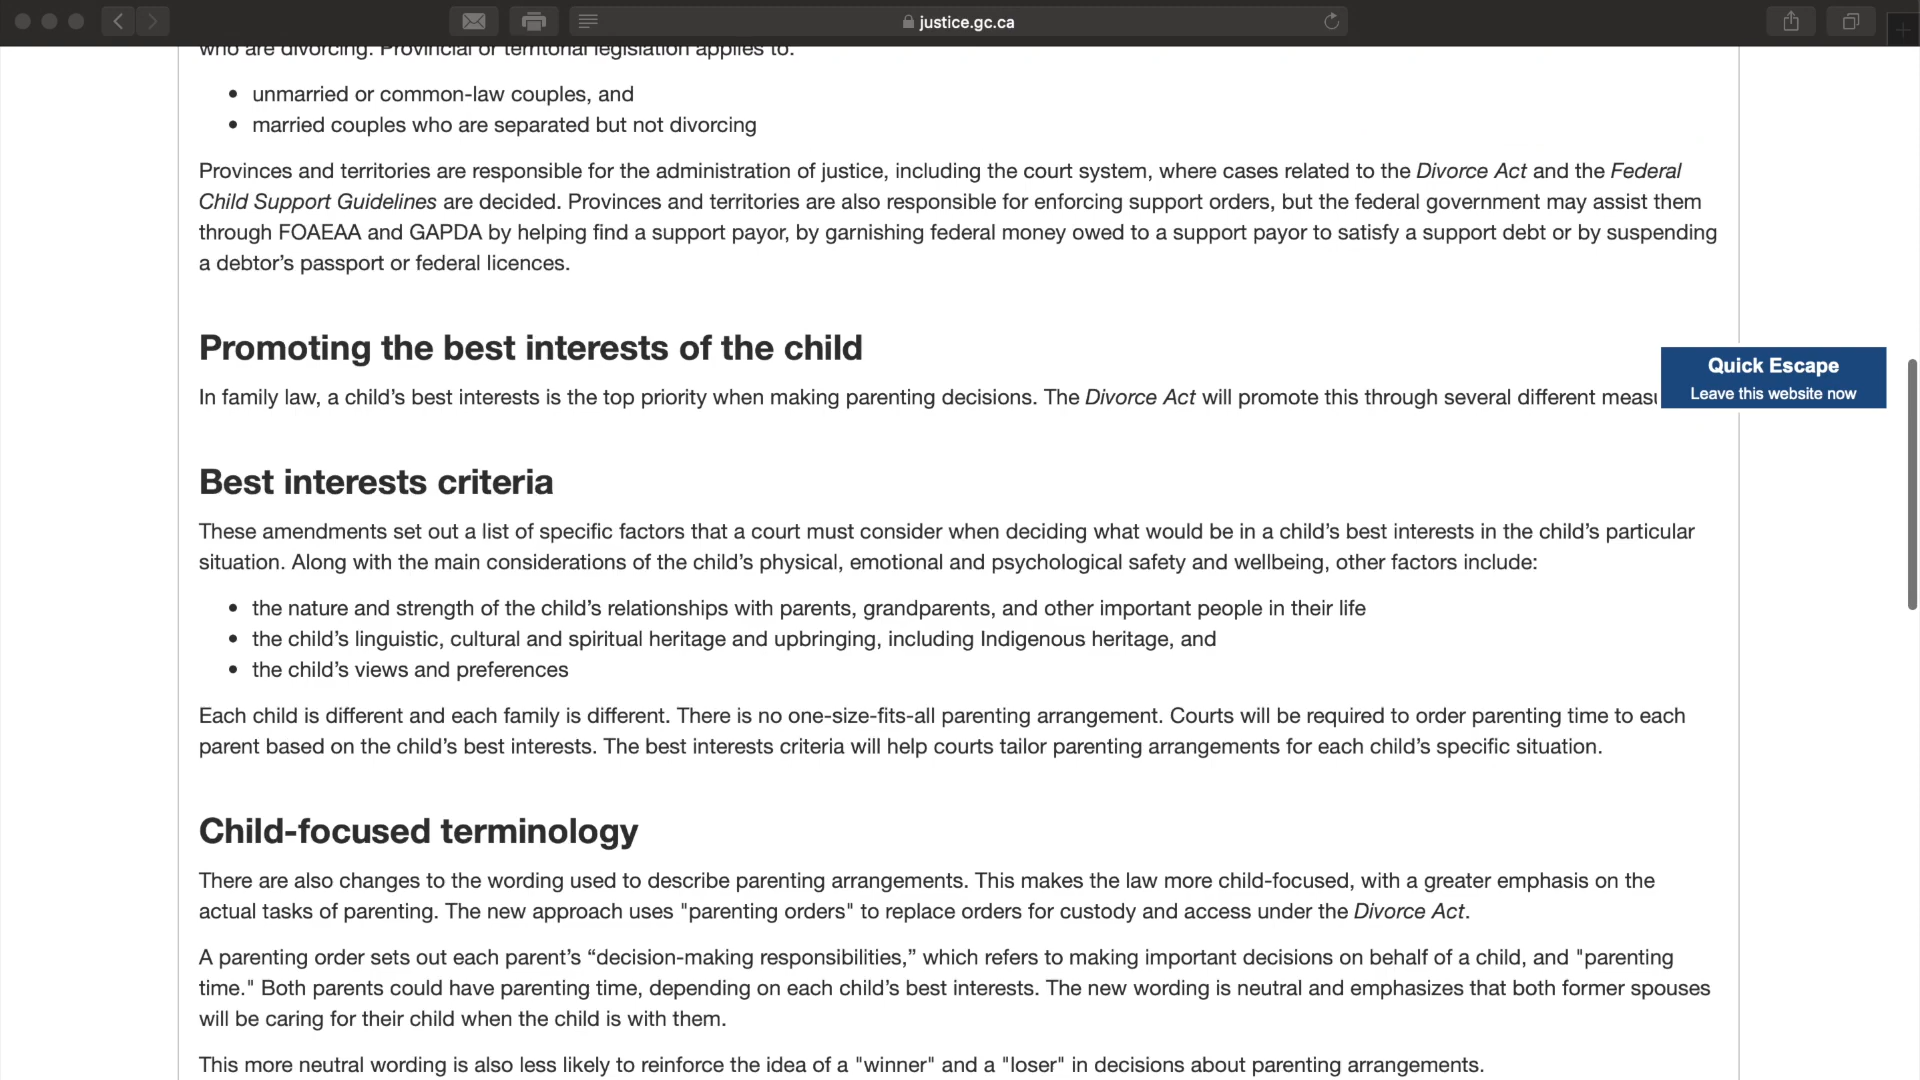 justice.gc.ca
who are divorcing. Provincial or territorial legislation applies to:
• unmarried or common-law couples, and
• married couples who are separated but not divorcing
Provinces and territories are responsible for the administration of justice, including the court system, where cases related to the Divorce Act and the Federal
Child Support Guidelines are decided. Provinces and territories are also responsible for enforcing support orders, but the federal government may assist them
through FOAEAA and GAPDA by helping find a support payor, by garnishing federal money owed to a support payor to satisfy a support debt or by suspending
a debtor’s passport or federal licences.
Promoting the best interests of the child
Quick Escape
Leave this website now
In family law, a child’s best interests is the top priority when making parenting decisions. The Divorce Act will promote this through several different
Best interests criteria
These amendments set out a list of specific factors that a court must consider when deciding what would be in a child’s best interests in the child’s particular
situation. Along with the main considerations of the child’s physical, emotional and psychological safety and wellbeing, other factors include:
• the nature and strength of the child’s relationships with parents, grandparents, and other important people in their life
• the child’s linguistic, cultural and spiritual heritage and upbringing, including Indigenous heritage, and
• the child’s views and preferences
Each child is different and each family is different. There is no one-size-fits-all parenting arrangement. Courts will be required to order parenting time to each
parent based on the child’s best interests. The best interests criteria will help courts tailor parenting arrangements for each child’s specific situation.
Child-focused terminology
There are also changes to the wording used to describe parenting arrangements. This makes the law more child-focused, with a greater emphasis on the
actual tasks of parenting. The new approach uses "parenting orders" to replace orders for custody and access under the Divorce Act.
A parenting order sets out each parent’s “decision-making responsibilities,” which refers to making important decisions on behalf of a child, and "parenting
time." Both parents could have parenting time, depending on each child’s best interests. The new wording is neutral and emphasizes that both former spouses
will be caring for their child when the child is with them.
This more neutral wording is also less likely to reinforce the idea of a "winner" and a "loser" in decisions about parenting arrangements.